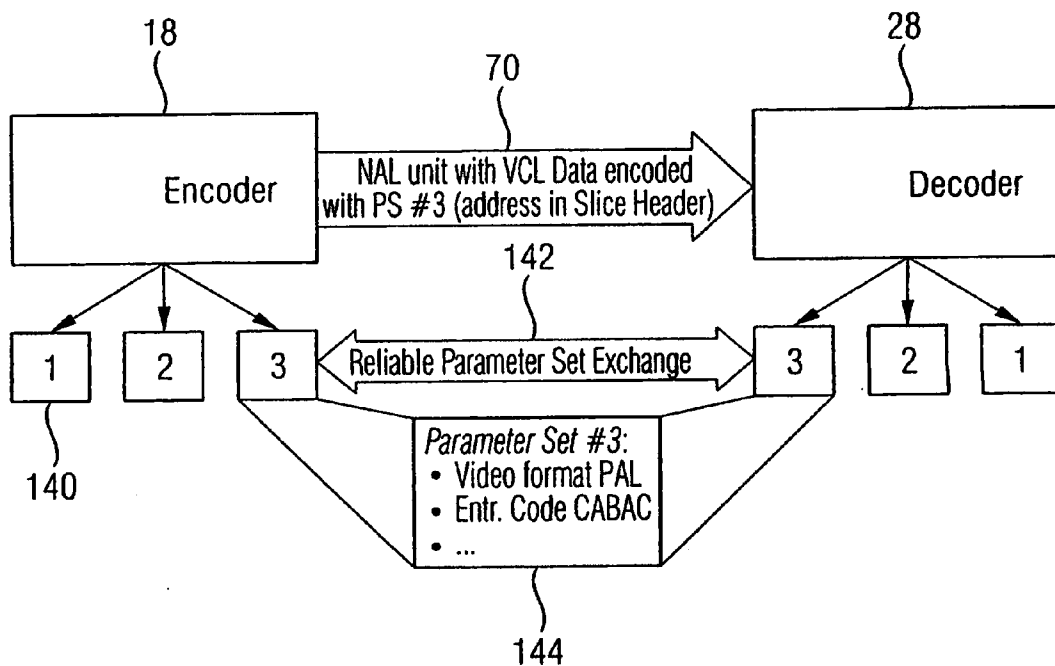 18
28
70
Encoder
NAL unit with VCL Data encoded
with PS #3 (address in Slice Header)
Decoder
142
1
2
3
Reliable Parameter Set Exchange
3
2
1
140
Parameter Set #3:
• Video format PAL
• Entr. Code CABAC
• ...
144